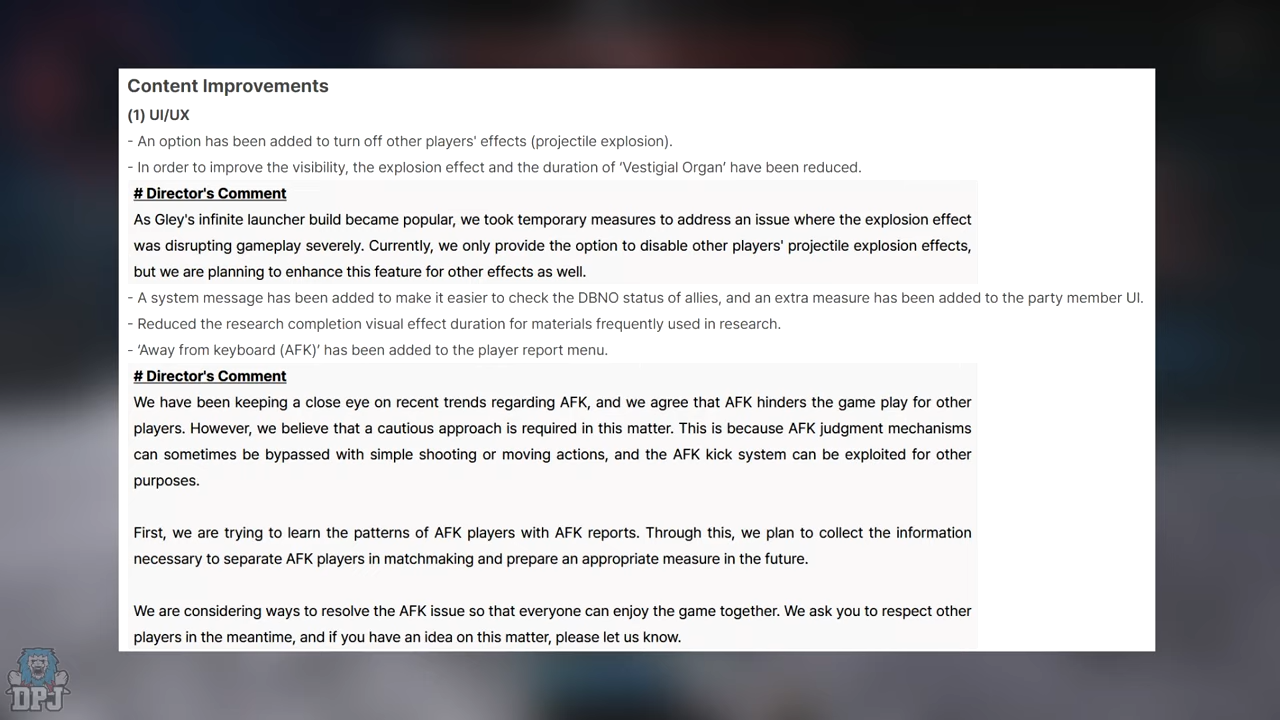 Content Improvements
(1) UI/UX
- An option has been added to turn off other players' effects (projectile explosion).
- In order to improve the visibility, the explosion effect and the duration of ‘Vestigial Organ’ have been reduced.
# Director's Comment
As Gley's infinite launcher build became popular, we took temporary measures to address an issue where the explosion effect
was disrupting gameplay severely. Currently, we only provide the option to disable other players' projectile explosion effects,
but we are planning to enhance this feature for other effects as well.
- A system message has been added to make it easier to check the DBNO status of allies, and an extra measure has been added to the party member UI.
- Reduced the research completion visual effect duration for materials frequently used in research.
- ‘Away from keyboard (AFK)’ has been added to the player report menu.
# Director's Comment
We have been keeping a close eye on recent trends regarding AFK, and we agree that AFK hinders the game play for other
players. However, we believe that a cautious approach is required in this matter. This is because AFK judgment mechanisms
can sometimes be bypassed with simple shooting or moving actions, and the AFK kick system can be exploited for other
purposes.
First, we are trying to learn the patterns of AFK players with AFK reports. Through this, we plan to collect the information
necessary to separate AFK players in matchmaking and prepare an appropriate measure in the future.
We are considering ways to resolve the AFK issue so that everyone can enjoy the game together. We ask you to respect other
players in the meantime, and if you have an idea on this matter, please let us know.
DPJ